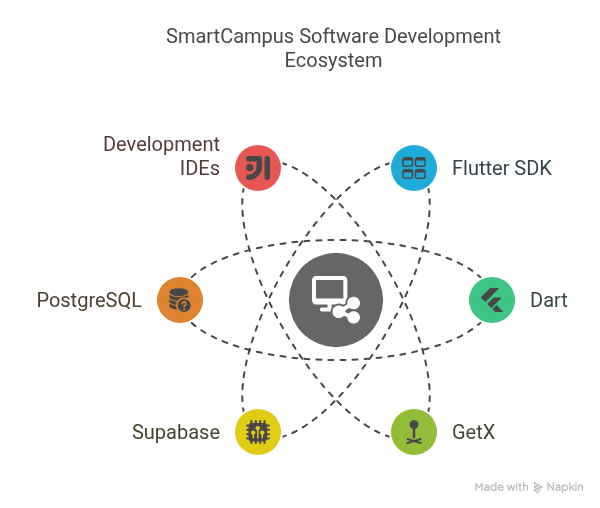 SmartCampus Software Development
Ecosystem
Development
IDEs
Flutter SDK
PostgreSQL
Dart
Supabase
GetX
Made with Napkin